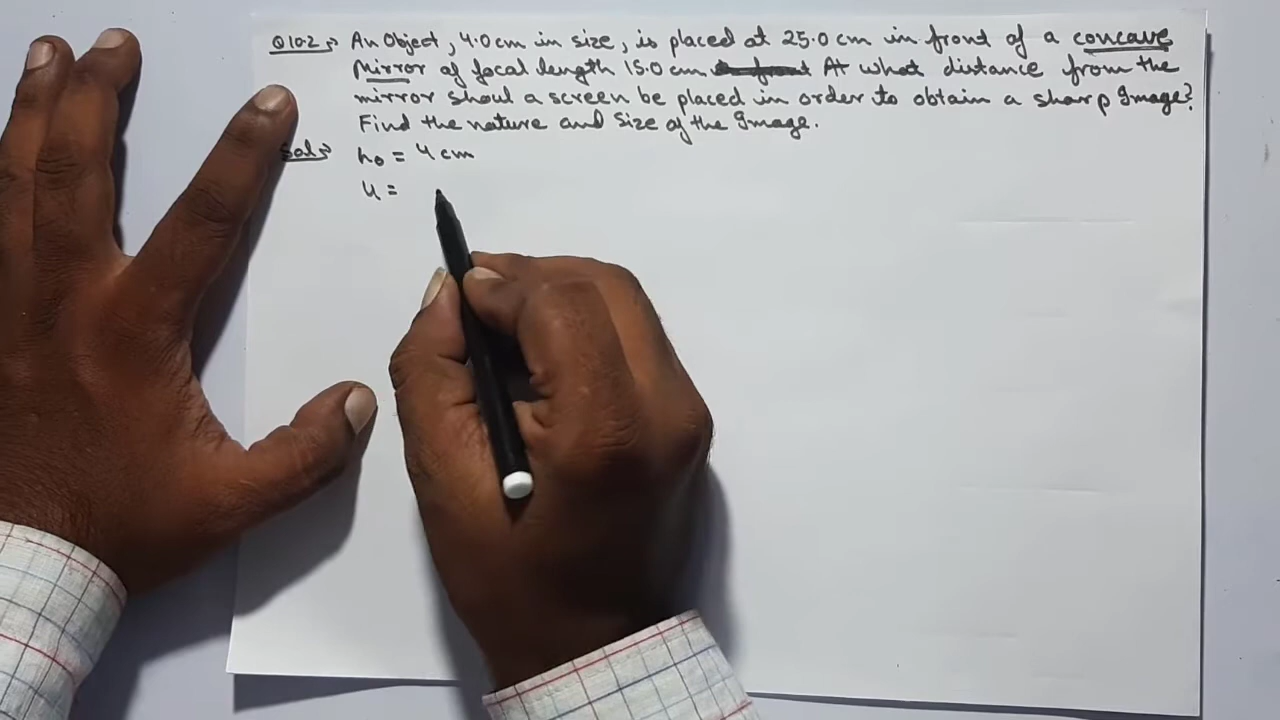 Q10.2 → An Object, 4.0 cm in size, is placed at 25.0 cm in front of a concave
Mirror of focal length 15.0 cm At what distance from the
mirror shoul a screen be placed in order to obtain a sharp Image?
Find the nature and Size of the Image.
Sol → ho = 4 cm
u =